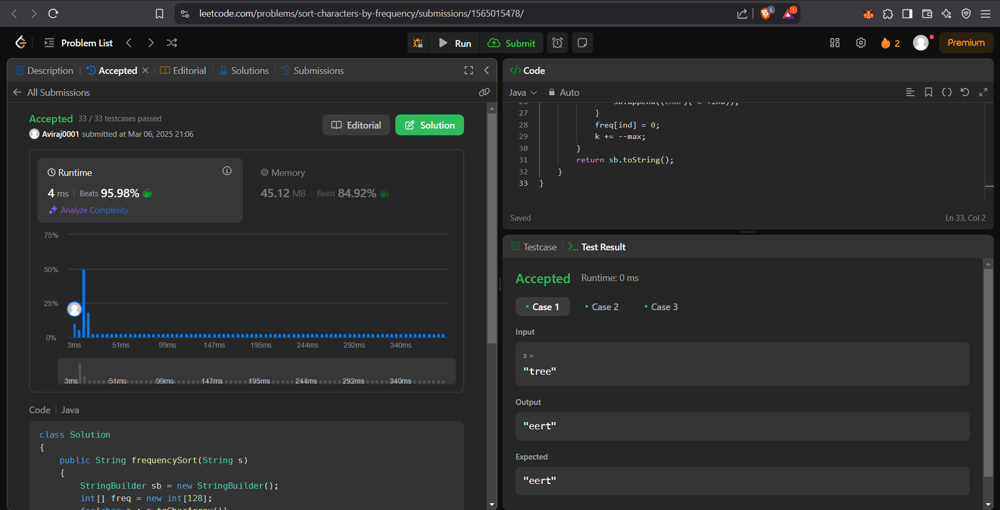 leetcode.com/problems/sort-characters-by-frequency/submissions/1565015478/
5
1
Problem List
Run
Submit
2
Premium
Description
Accepted
Editorial
Solutions
Submissions
All Submissions
Accepted 33 / 33 testcases passed
Aviraj0001 submitted at Mar 06, 2025 21:06
Editorial
Solution
Runtime
4 ms Beats 95.98%
Analyze Complexity
Memory
45.12 MB Beats 84.92%
75%
50%
25%
0%
3ms 51ms 99ms 147ms 195ms 244ms 292ms 340ms
3ms 51ms 99ms 147ms 195ms 244ms 292ms 340ms
Code Java
class Solution
{
public String frequencySort(String s)
{
StringBuilder sb = new StringBuilder();
int[] freq = new int[128];
</> Code
Java Auto
27 }
28 freq[ind] = 0;
29 k += --max;
30 }
31 return sb.toString();
32 }
33 }
Saved
Ln 33, Col 2
Testcase
Test Result
Accepted Runtime: 0 ms
Case 1 Case 2 Case 3
Input
s =
"tree"
Output
"eert"
Expected
"eert"